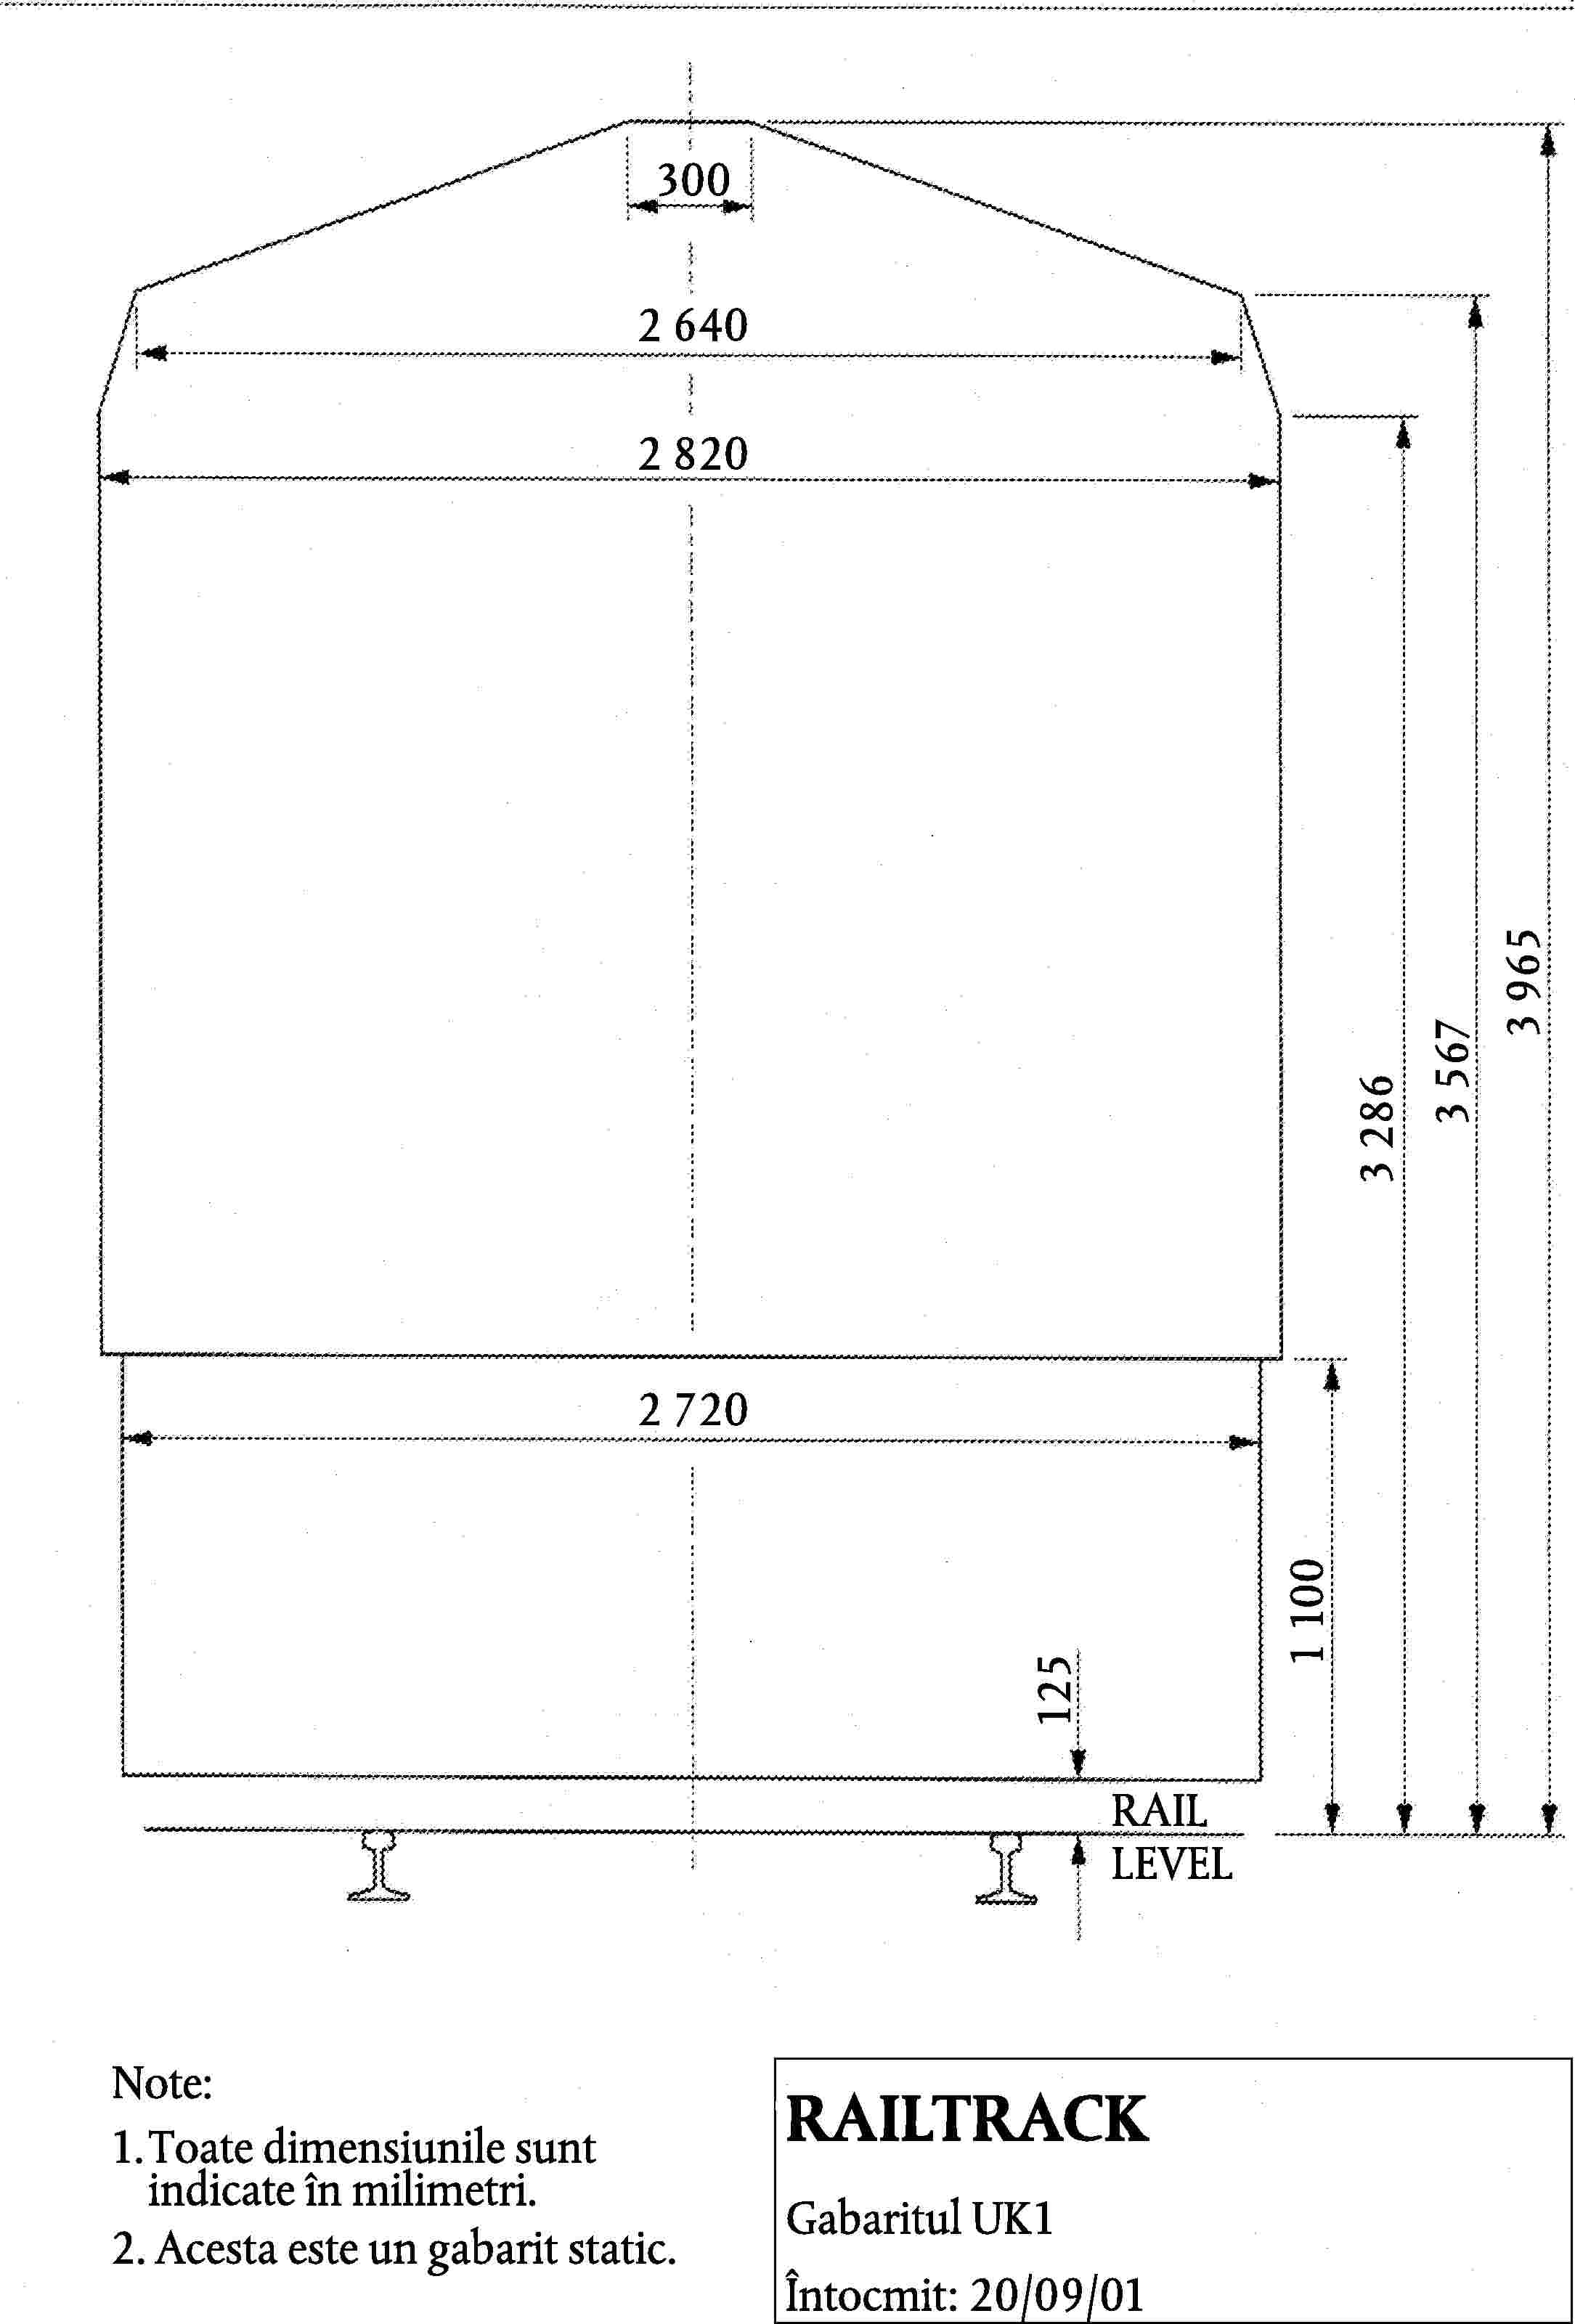 300
2 640
2 820
3 965
3 567
3 286
2 720
1 100
125
RAIL
LEVEL
Note:
1. Toate dimensiunile sunt
indicate în milimetri.
2. Acesta este un gabarit static.
RAILTRACK
Gabaritul UK1
Întocmit: 20/09/01